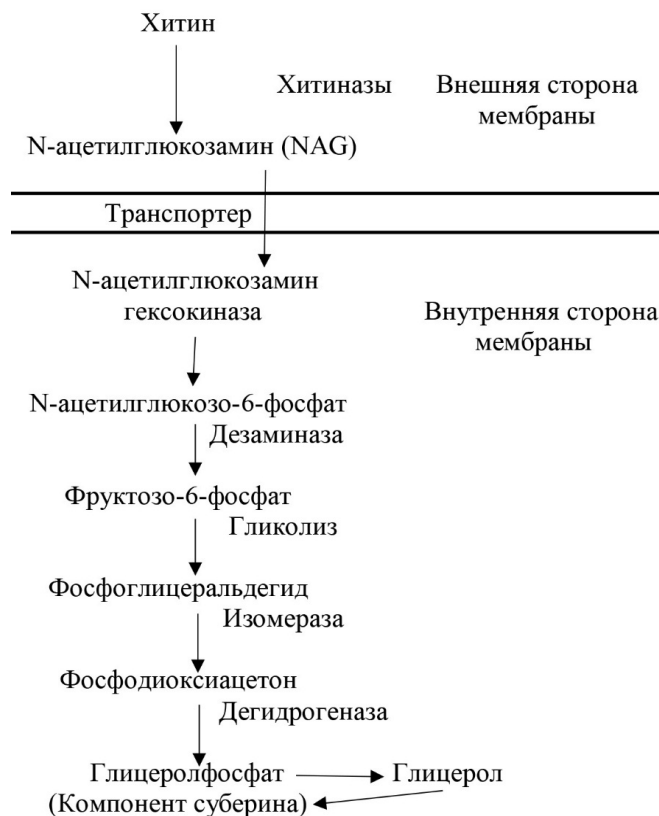 Хитин
Хитиназы
Внешняя сторона
мембраны
N-ацетилглюкозамин (NAG)
Транспортер
N-ацетилглюкозамин
гексокиназа
Внутренняя сторона
мембраны
N-ацетилглюкозо-6-фосфат
Дезаминаза
Фруктозо-6-фосфат
Гликолиз
Фосфоглицеральдегид
Изомераза
Фосфодиоксиацетон
Дегидрогеназа
Глицеролфосфат
Глицерол
(Компонент суберина)